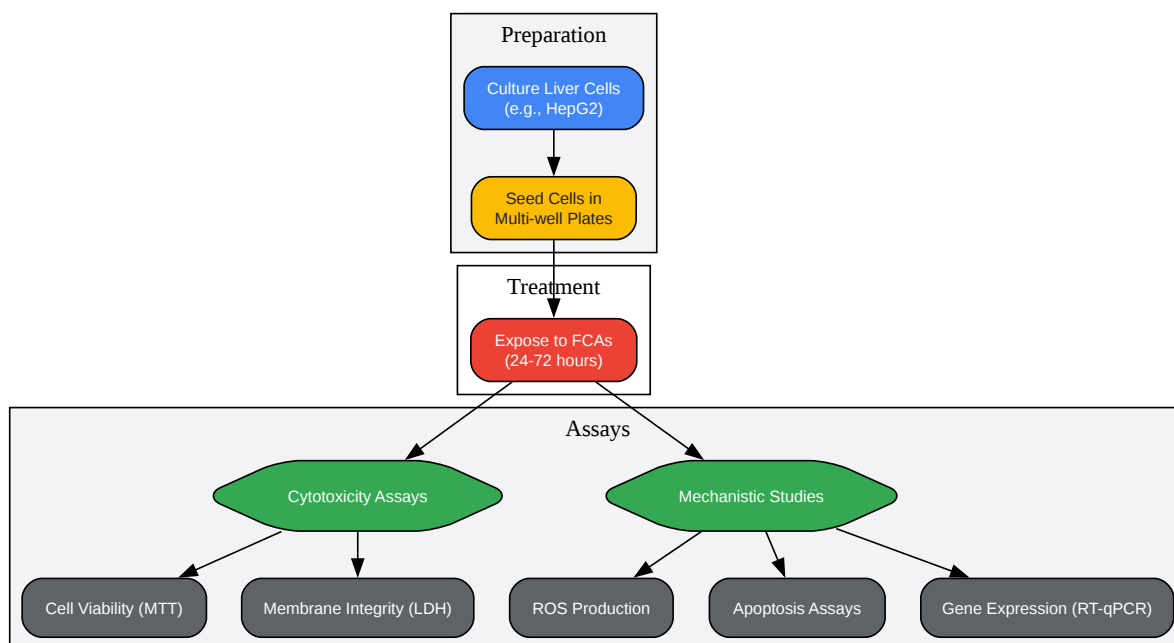 Preparation
Culture Liver Cells
(e.g., HepG2)
Seed Cells in
Multi-well Plates
Treatment
Expose to FCAs
(24-72 hours)
Assays
Cytotoxicity Assays
Mechanistic Studies
Cell Viability (MTT)
Membrane Integrity (LDH)
ROS Production
Apoptosis Assays
Gene Expression (RT-qPCR)